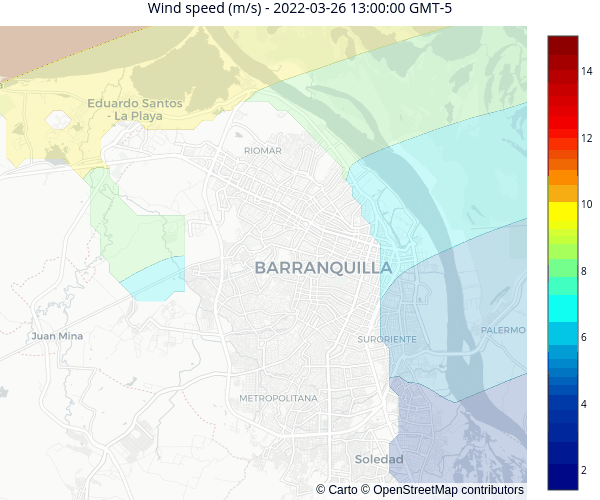 Wind speed (m/s) - 2022-03-26 13:00:00 GMT-5
14
Eduardo Santos
- La Playa
12
RIOMAR
10
BARRANQUILLA
8
Juan Mina
SURORIENTE
PALERMO
6
METROPOLITANA
4
Soledad
2
© Carto © OpenStreetMap contributors